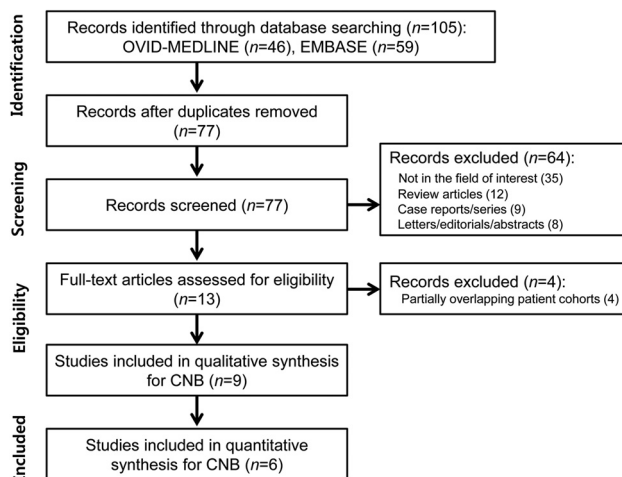 Identification
Records identified through database searching (n=105):
OVID-MEDLINE (n=46), EMBASE (n=59)
Records after duplicates removed
(n=77)
Screening
Records screened (n=77)
Records excluded (n=64):
Not in the field of interest (35)
Review articles (12)
Case reports/series (9)
Letters/editorials/abstracts (8)
Eligibility
Full-text articles assessed for eligibility
(n=13)
Records excluded (n=4):
Partially overlapping patient cohorts (4)
Studies included in qualitative synthesis
for CNB (n=9)
Included
Studies included in quantitative
synthesis for CNB (n=6)